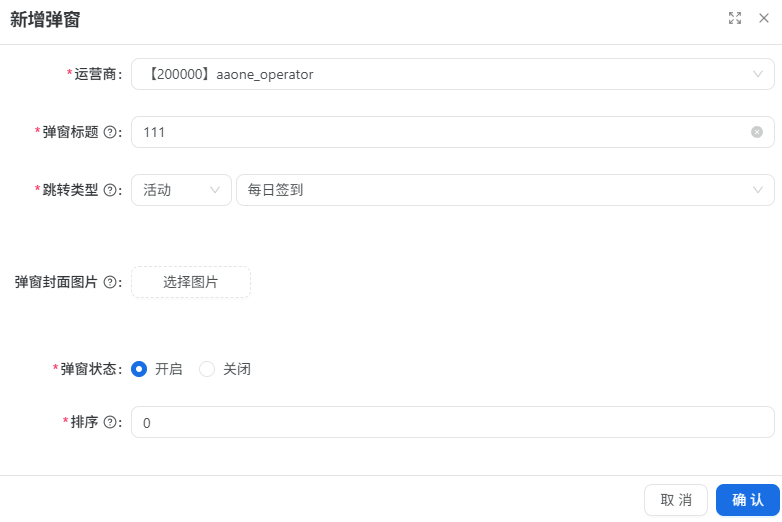 新增弹窗
*运营商: 【200000】aaone_operator
*弹窗标题 ?: 111
*跳转类型 ?: 活动 每日签到
弹窗封面图片 ?: 选择图片
*弹窗状态: 开启 关闭
*排序 ?: 0
取 消 确 认